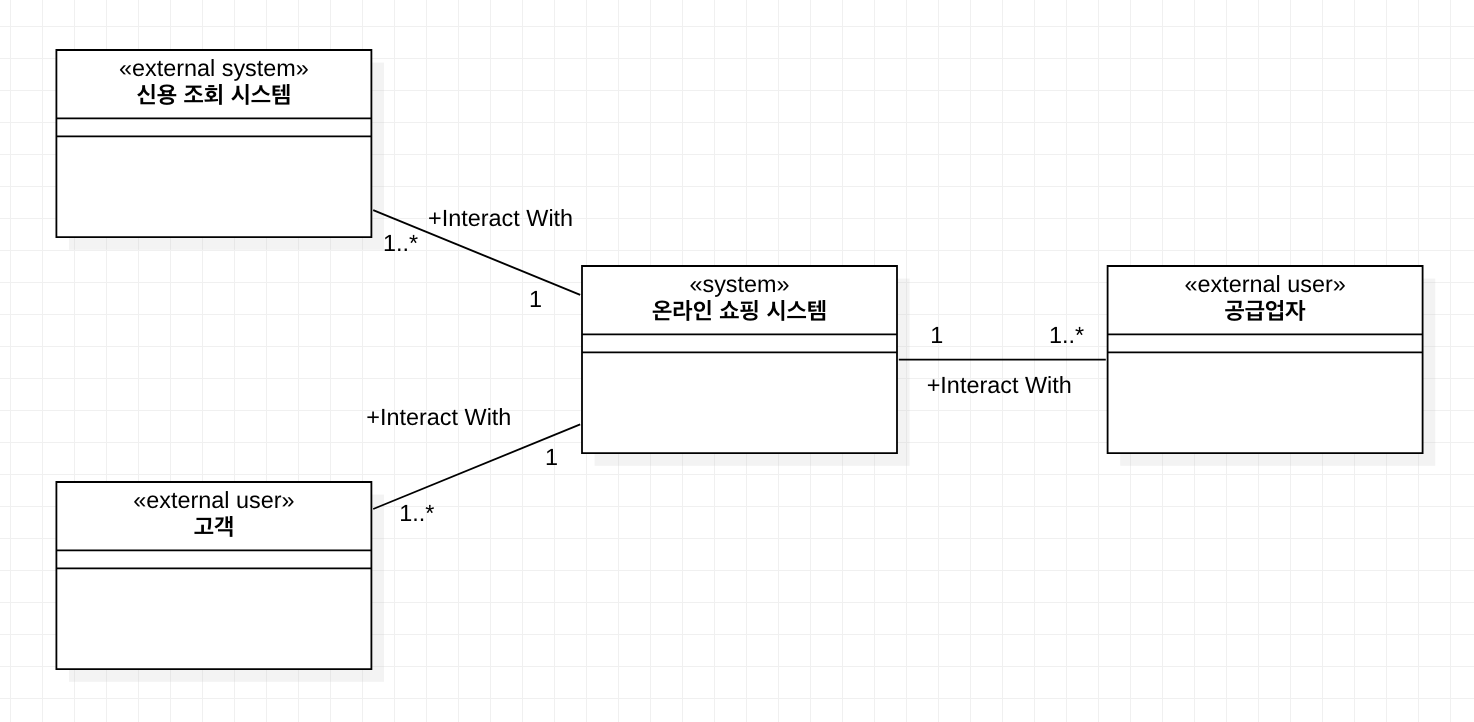 «external system»
신용 조회 시스템
+Interact With
1..*
1
«system»
온라인 쇼핑 시스템
1
1..*
+Interact With
«external user»
공급업자
+Interact With
1
1..*
«external user»
고객